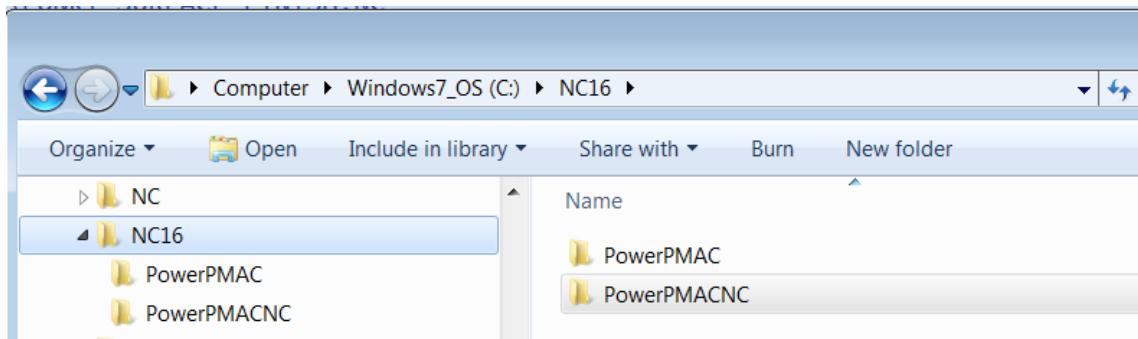 Computer Windows7_OS (C:) NC16
Organize Open Include in library Share with Burn New folder
NC
NC16
PowerPMAC
PowerPMACNC
Name
PowerPMAC
PowerPMACNC